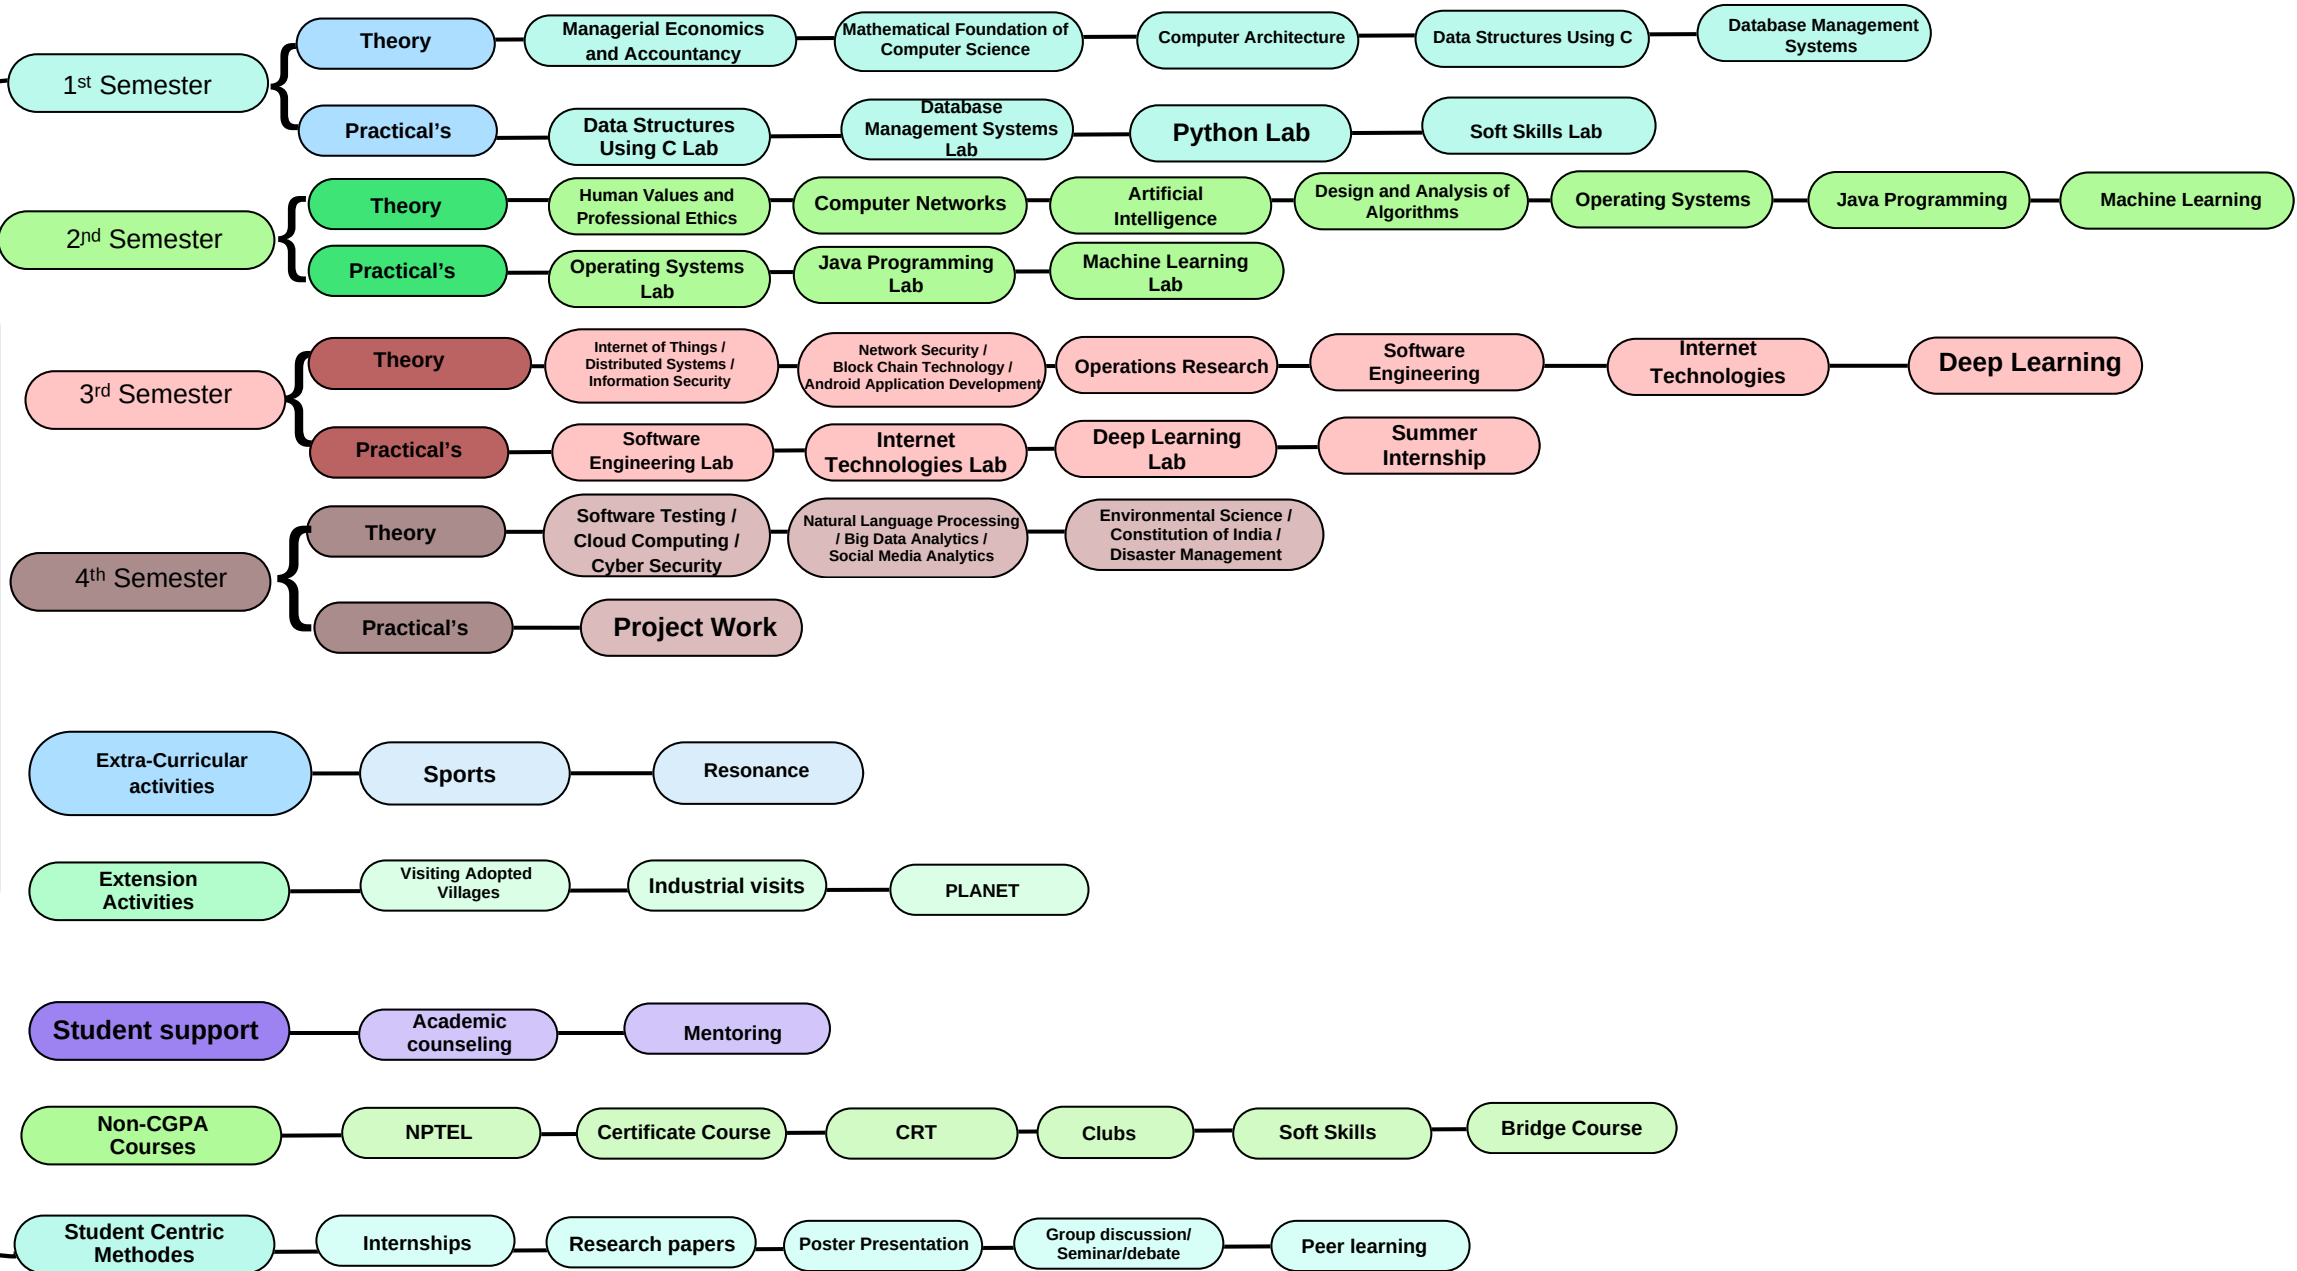 Theory
Managerial Economics
and Accountancy
Mathematical Foundation of
Computer Science
Computer Architecture
Data Structures Using C
Database Management
Systems
1st Semester
Practical's
Data Structures
Using C Lab
Database
Management Systems
Lab
Python Lab
Soft Skills Lab
Theory
Human Values and
Professional Ethics
Computer Networks
Artificial
Intelligence
Design and Analysis of
Algorithms
Operating Systems
Java Programming
Machine Learning
2nd Semester
Practical's
Operating Systems
Lab
Java Programming
Lab
Machine Learning
Lab
Theory
Internet of Things /
Distributed Systems /
Information Security
Network Security /
Block Chain Technology /
Android Application Development
Operations Research
Software
Engineering
Internet
Technologies
Deep Learning
3rd Semester
Practical's
Software
Engineering Lab
Internet
Technologies Lab
Deep Learning
Lab
Summer
Internship
Theory
Software Testing /
Cloud Computing /
Cyber Security
Natural Language Processing
/ Big Data Analytics /
Social Media Analytics
Environmental Science /
Constitution of India /
Disaster Management
4th Semester
Practical's
Project Work
Extra-Curricular
activities
Sports
Resonance
Extension
Activities
Visiting Adopted
Villages
Industrial visits
PLANET
Student support
Academic
counseling
Mentoring
Non-CGPA
Courses
NPTEL
Certificate Course
CRT
Clubs
Soft Skills
Bridge Course
Student Centric
Methodes
Internships
Research papers
Poster Presentation
Group discussion/
Seminar/debate
Peer learning